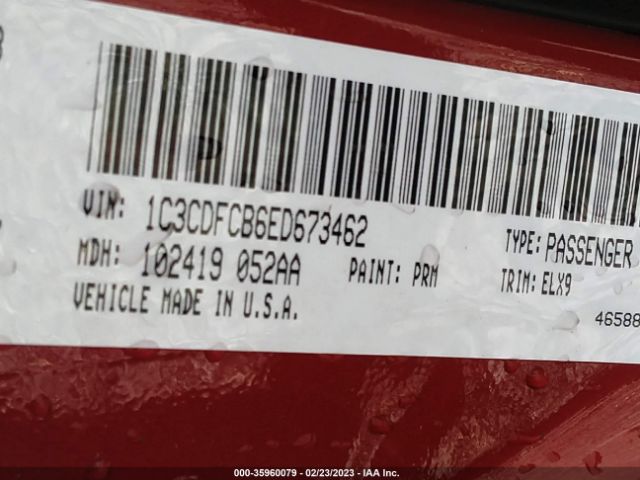 VIN: 1C3CDFCB6ED673462
TYPE: PASSENGER
MDH: 102419 052AA
PAINT: PRM
TRIM: ELX9
VEHICLE MADE IN U.S.A.
46588
000-35960079 - 02/23/2023 - IAA Inc.